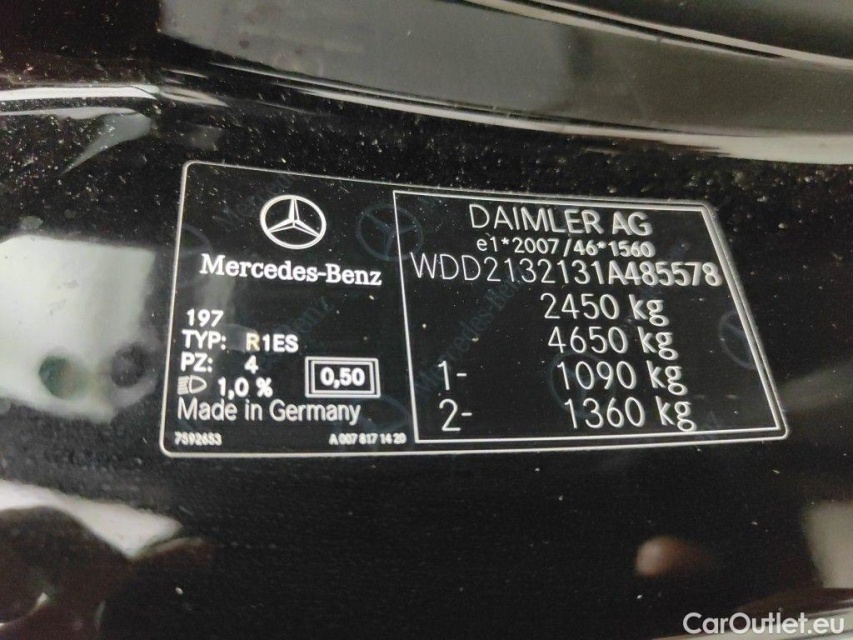 Mercedes-Benz
197
TYP: R1ES
PZ: 4
1,0 %
0,50
Made in Germany
7592653
A 007 817 14 20
DAIMLER AG
e1*2007/46*1560
WDD2132131A485578
2450 kg
4650 kg
1- 1090 kg
2- 1360 kg
CarOutlet.eu